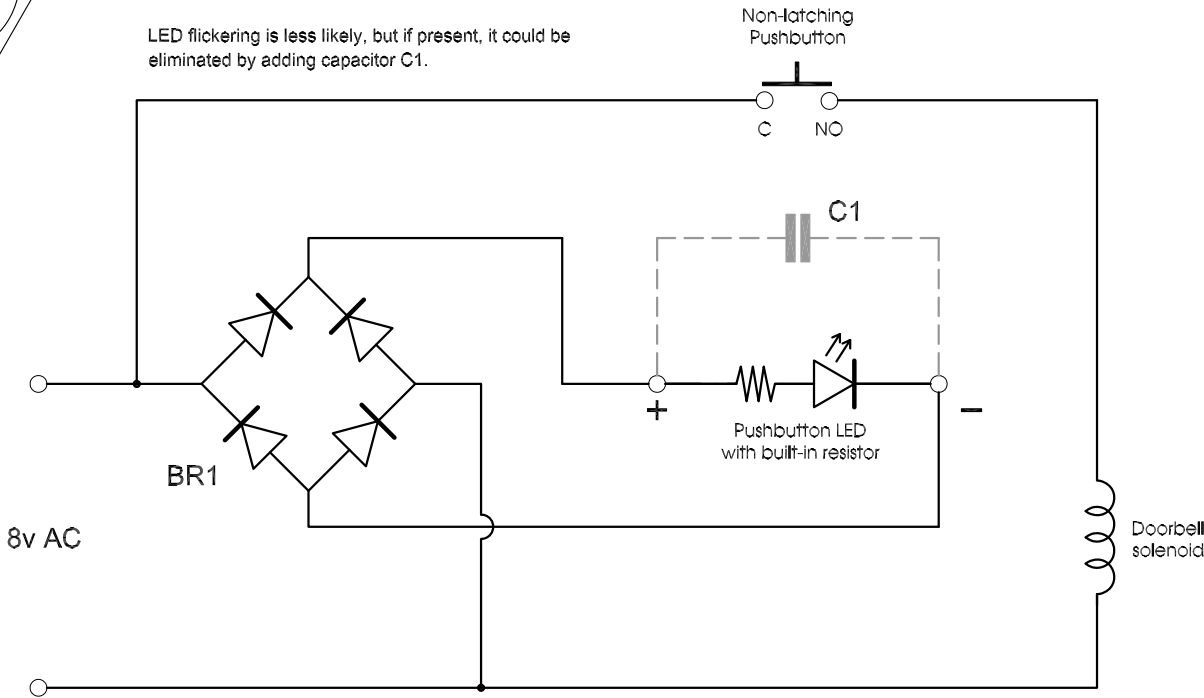 LED flickering is less likely, but if present, it could be
eliminated by adding capacitor C1.
Non-latching
Pushbutton
C
NO
C1
+
−
Pushbutton LED
with built-in resistor
BR1
8v AC
Doorbell
solenoid